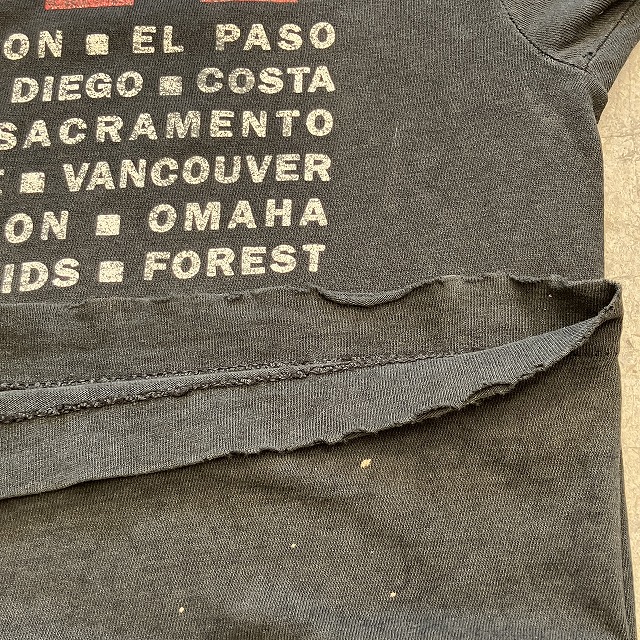 ON ■ EL PASO
DIEGO ■ COSTA
SACRAMENTO
■ VANCOUVER
ON ■ OMAHA
IDS ■ FOREST